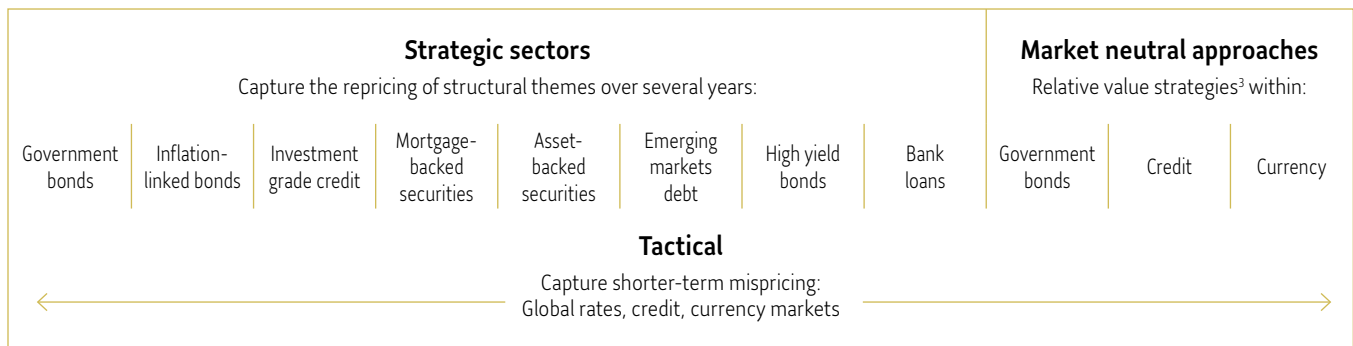 Strategic sectors
Capture the repricing of structural themes over several years:
Government
bonds
Inflation-
linked bonds
Investment
grade credit
Mortgage-
backed
securities
Asset-
backed
securities
Emerging
markets
debt
High yield
bonds
Bank
loans
Market neutral approaches
Relative value strategies³ within:
Government
bonds
Credit
Currency
Tactical
Capture shorter-term mispricing:
Global rates, credit, currency markets